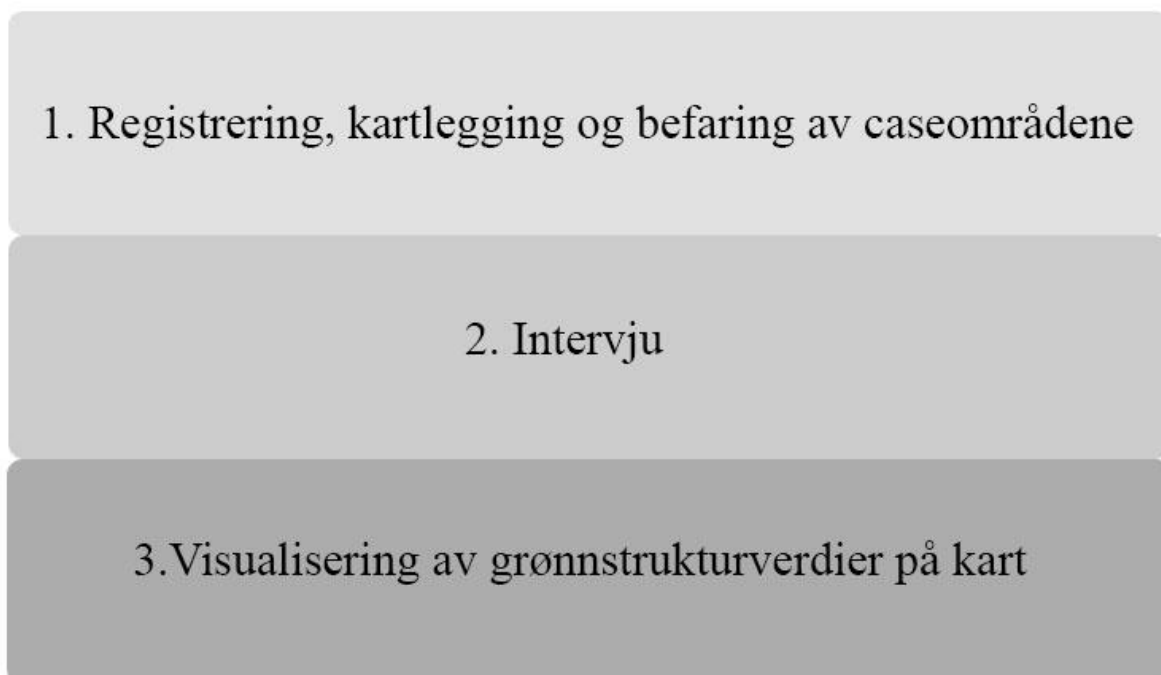 1. Registrering, kartlegging og befaring av caseområdene
2. Intervju
3.Visualisering av grønnstrukturverdier på kart